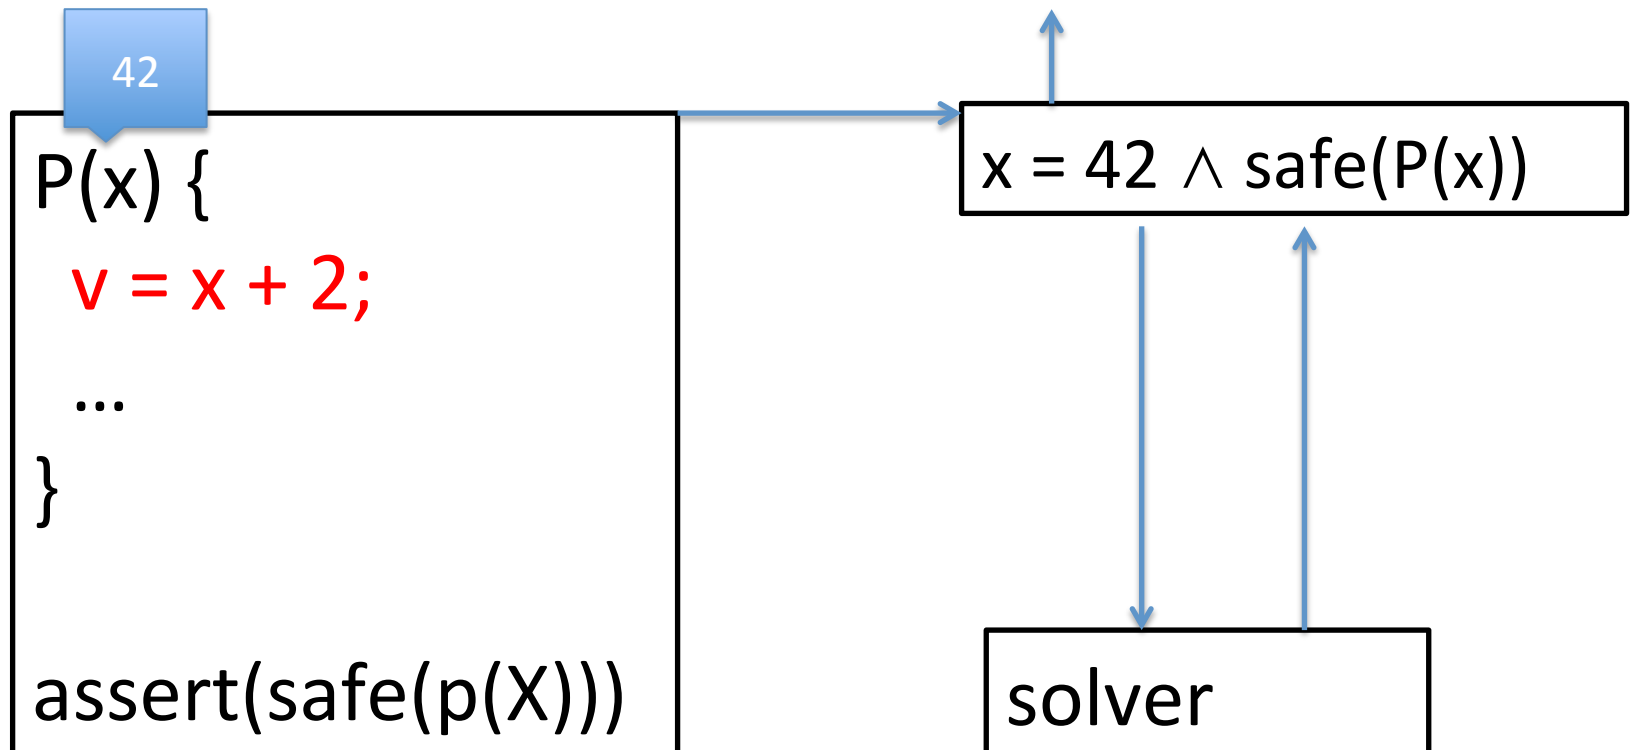 42
P(x) {
v = x + 2;
...
}
assert(safe(p(X)))
x = 42 ∧ safe(P(x))
solver